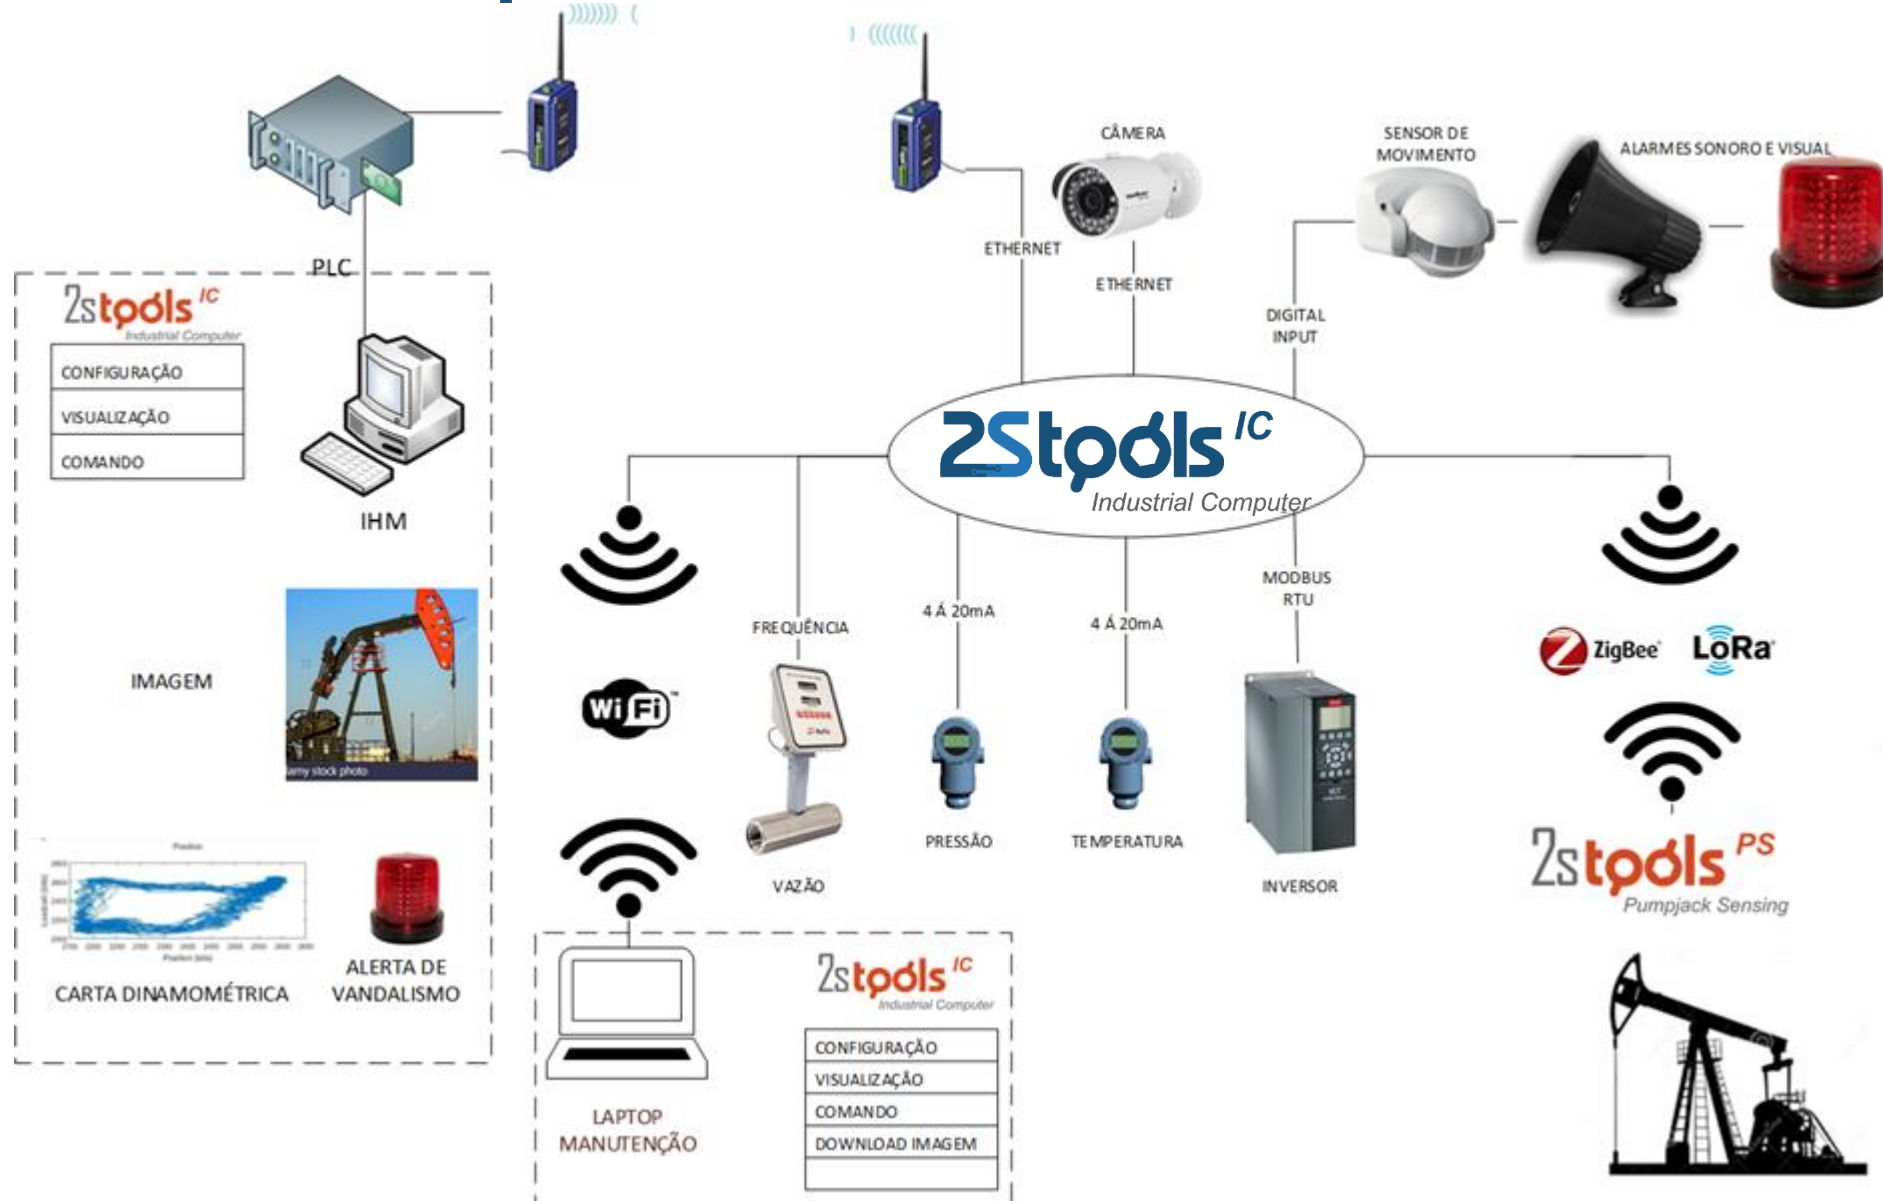 CÂMERA
SENSOR DE
MOVIMENTO
ALARMES SONORO E VISUAL
ETHERNET
ETHERNET
DIGITAL
INPUT
PLC
2stools IC
Industrial Computer
CONFIGURAÇÃO
VISUALIZAÇÃO
COMANDO
IHM
2Stools IC
Industrial Computer
IMAGEM
stock photo
Position
CARTA DINAMOMÉTRICA
ALERTA DE
VANDALISMO
WiFi
FREQUÊNCIA
VAZÃO
4 Á 20mA
PRESSÃO
4 Á 20mA
TEMPERATURA
MODBUS
RTU
INVERSOR
ZigBee
LoRa
2stools PS
Pumpjack Sensing
LAPTOP
MANUTENÇÃO
2stools IC
Industrial Computer
CONFIGURAÇÃO
VISUALIZAÇÃO
COMANDO
DOWNLOAD IMAGEM